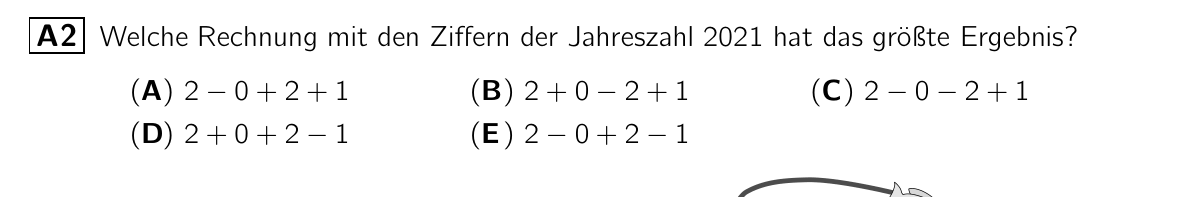 A2 Welche Rechnung mit den Ziffern der Jahreszahl 2021 hat das größte Ergebnis?
(A) 2 − 0 + 2 + 1 (B) 2 + 0 − 2 + 1 (C) 2 − 0 − 2 + 1
(D) 2 + 0 + 2 − 1 (E) 2 − 0 + 2 − 1